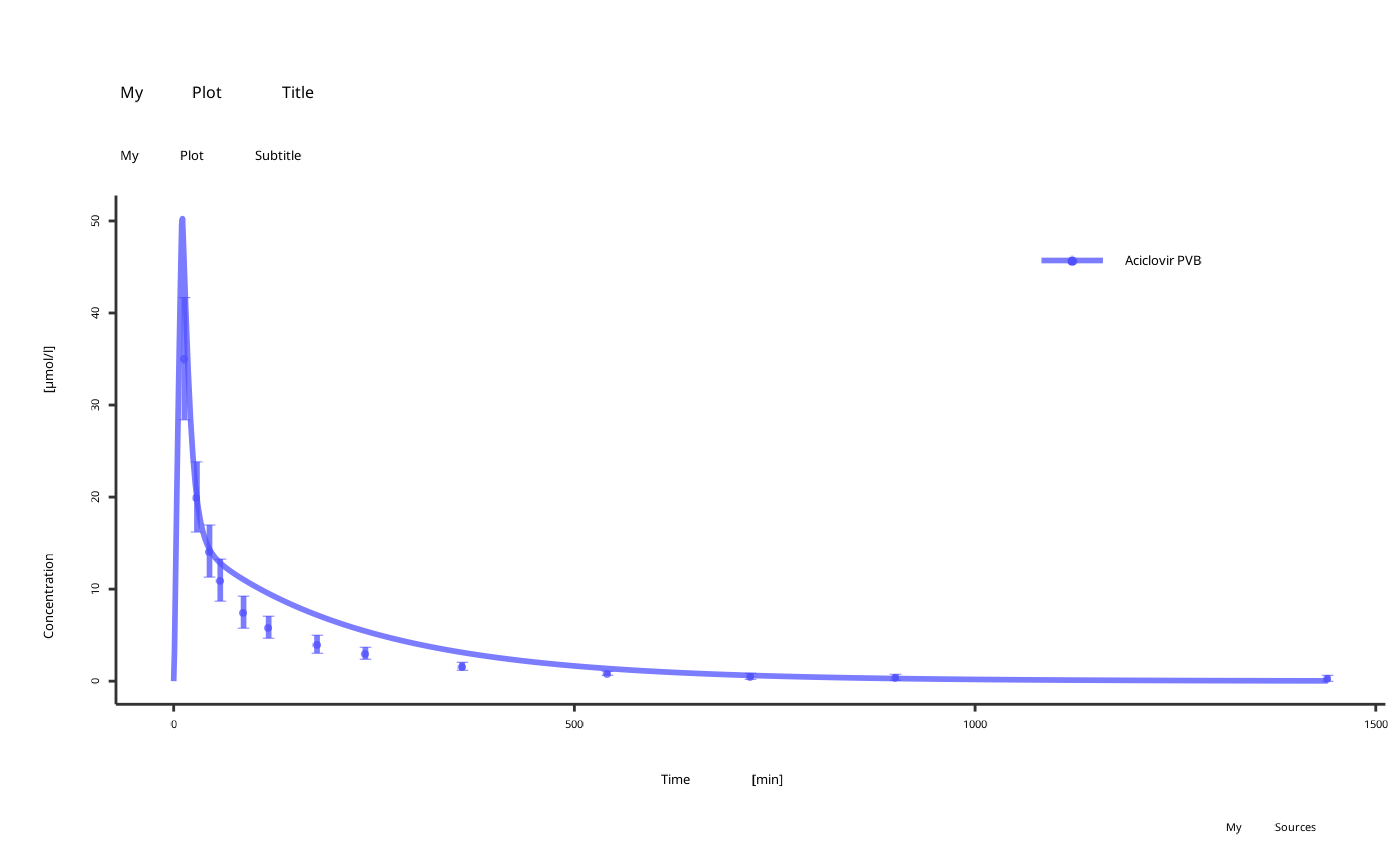 My Plot Title
My Plot Subtitle
Concentration [µmol/l]
50
40
30
20
10
0
Aciclovir PVB
0 500 1000 1500
Time [min]
My Sources